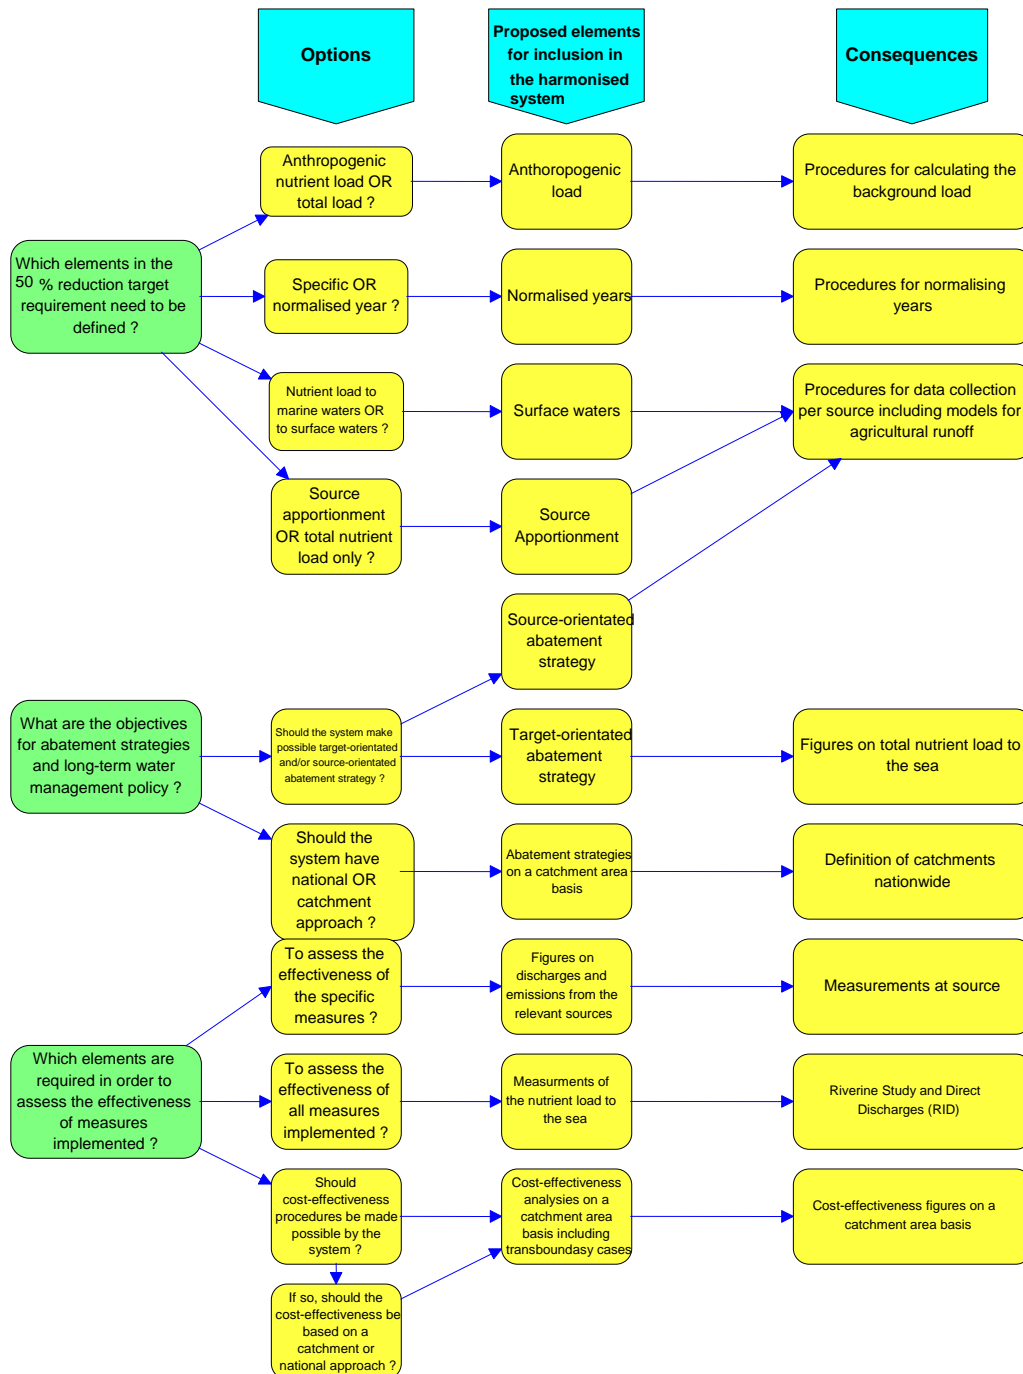 Options
Proposed elements
for inclusion in
the harmonised
system
Consequences
Anthropogenic
nutrient load OR
total load ?
Anthoropogenic
load
Procedures for calculating the
background load
Which elements in the
50 % reduction target
requirement need to be
defined ?
Specific OR
normalised year ?
Normalised years
Procedures for normalising
years
Nutrient load to
marine waters OR
to surface waters ?
Surface waters
Procedures for data collection
per source including models for
agricultural runoff
Source
apportionment
OR total nutrient
load only ?
Source
Apportionment
Source-orientated
abatement
strategy
What are the objectives
for abatement strategies
and long-term water
management policy ?
Should the system make
possible target-orientated
and/or source-orientated
abatement strategy ?
Target-orientated
abatement
strategy
Figures on total nutrient load to
the sea
Should the
system have
national OR
catchment
approach ?
Abatement strategies
on a catchment area
basis
Definition of catchments
nationwide
To assess the
effectiveness of
the specific
measures ?
Figures on
discharges and
emissions from the
relevant sources
Measurements at source
Which elements are
required in order to
assess the effectiveness
of measures
implemented ?
To assess the
effectiveness of
all measures
implemented ?
Measurments of
the nutrient load to
the sea
Riverine Study and Direct
Discharges (RID)
Should
cost-effectiveness
procedures be made
possible by the
system ?
Cost-effectiveness
analysies on a
catchment area
basis including
transboundasy cases
Cost-effectiveness figures on a
catchment area basis
If so, should the
cost-effectiveness be
based on a
catchment or
national approach ?